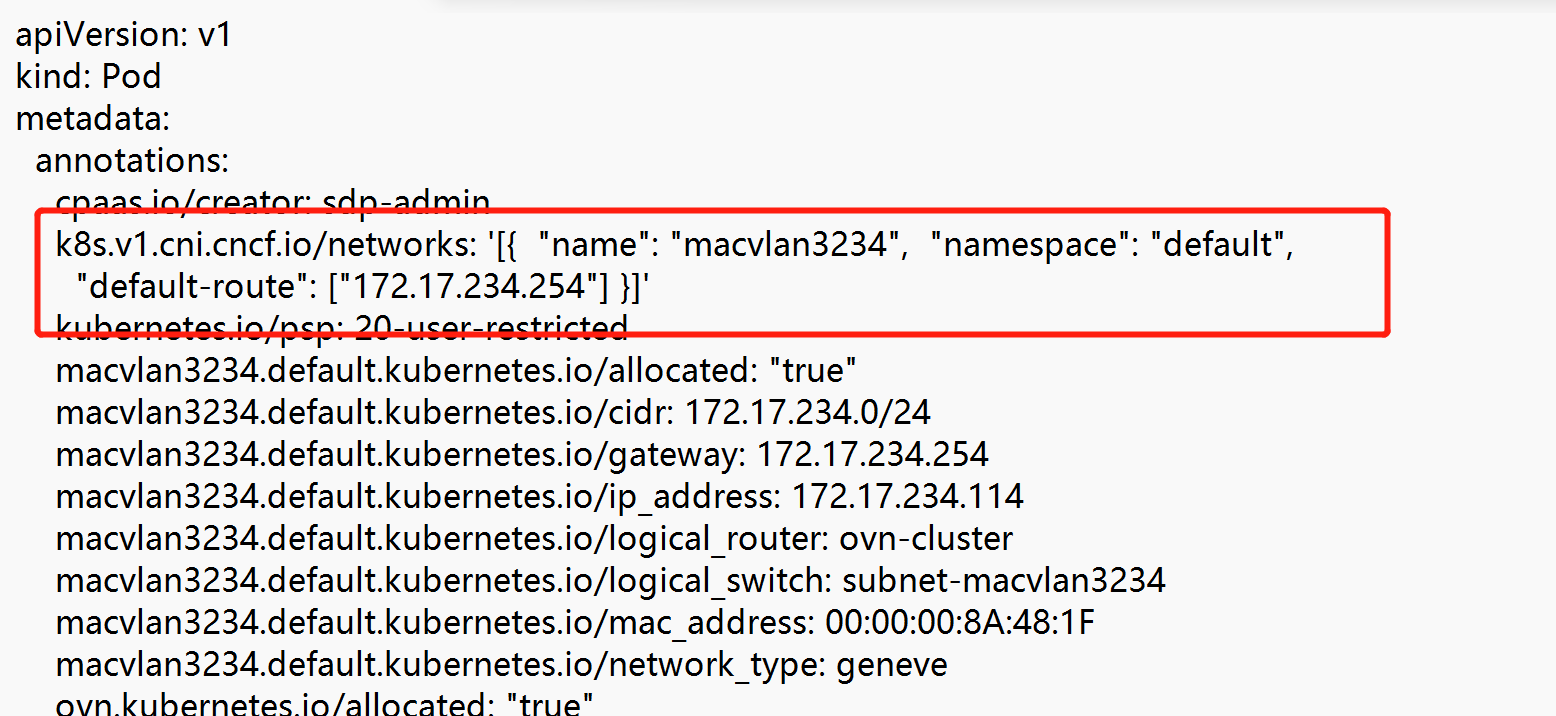 apiVersion: v1
kind: Pod
metadata:
annotations:
cpaas.io/creator: sdp-admin
k8s.v1.cni.cncf.io/networks: '[{  "name": "macvlan3234",  "namespace": "default",
"default-route": ["172.17.234.254"] }]'
kubernetes.io/psp: 20-user-restricted
macvlan3234.default.kubernetes.io/allocated: "true"
macvlan3234.default.kubernetes.io/cidr: 172.17.234.0/24
macvlan3234.default.kubernetes.io/gateway: 172.17.234.254
macvlan3234.default.kubernetes.io/ip_address: 172.17.234.114
macvlan3234.default.kubernetes.io/logical_router: ovn-cluster
macvlan3234.default.kubernetes.io/logical_switch: subnet-macvlan3234
macvlan3234.default.kubernetes.io/mac_address: 00:00:00:8A:48:1F
macvlan3234.default.kubernetes.io/network_type: geneve
ovn.kubernetes.io/allocated: "true"